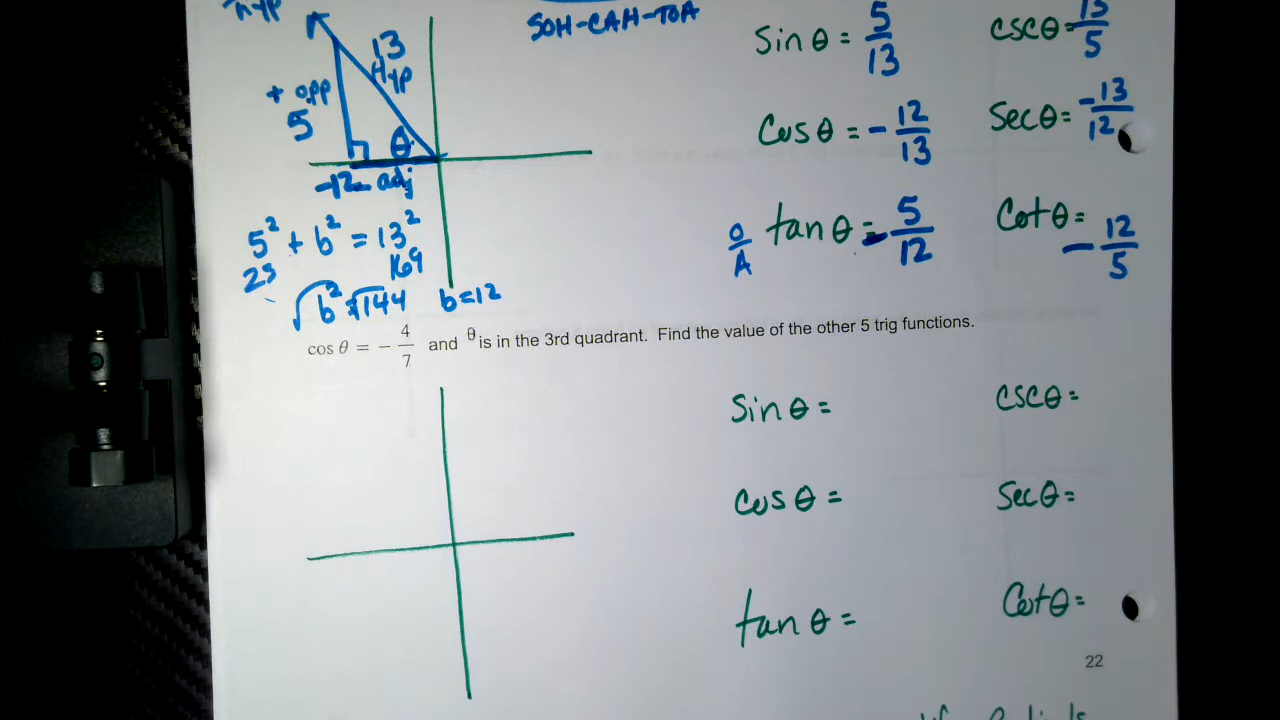 hyp
SOH-CAH-TOA
13
Hyp
+ opp
5
θ
-12 adj
5² + b² = 13²
25 169
√b² = √144 b=12
Sin θ = 5/13 csc θ = 13/5
Cos θ = - 12/13 Sec θ = -13/12
O/A tan θ = - 5/12 Cot θ = - 12/5
cos θ = − 4/7 and θ is in the 3rd quadrant. Find the value of the other 5 trig functions.
Sin θ = csc θ =
Cos θ = Sec θ =
tan θ = Cot θ =
22